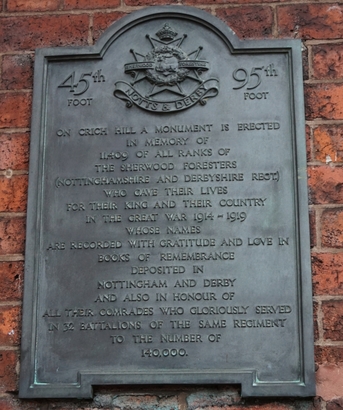 45th FOOT
95th FOOT
SHERWOOD FORESTERS
NOTTS & DERBY
ON CRICH HILL A MONUMENT IS ERECTED
IN MEMORY OF
11,409 OF ALL RANKS OF
THE SHERWOOD FORESTERS
(NOTTINGHAMSHIRE AND DERBYSHIRE REGT)
WHO GAVE THEIR LIVES
FOR THEIR KING AND THEIR COUNTRY
IN THE GREAT WAR 1914-1919
WHOSE NAMES
ARE RECORDED WITH GRATITUDE AND LOVE IN
BOOKS OF REMEMBRANCE
DEPOSITED IN
NOTTINGHAM AND DERBY
AND ALSO IN HONOUR OF
ALL THEIR COMRADES WHO GLORIOUSLY SERVED
IN 32 BATTALIONS OF THE SAME REGIMENT
TO THE NUMBER OF
140,000.